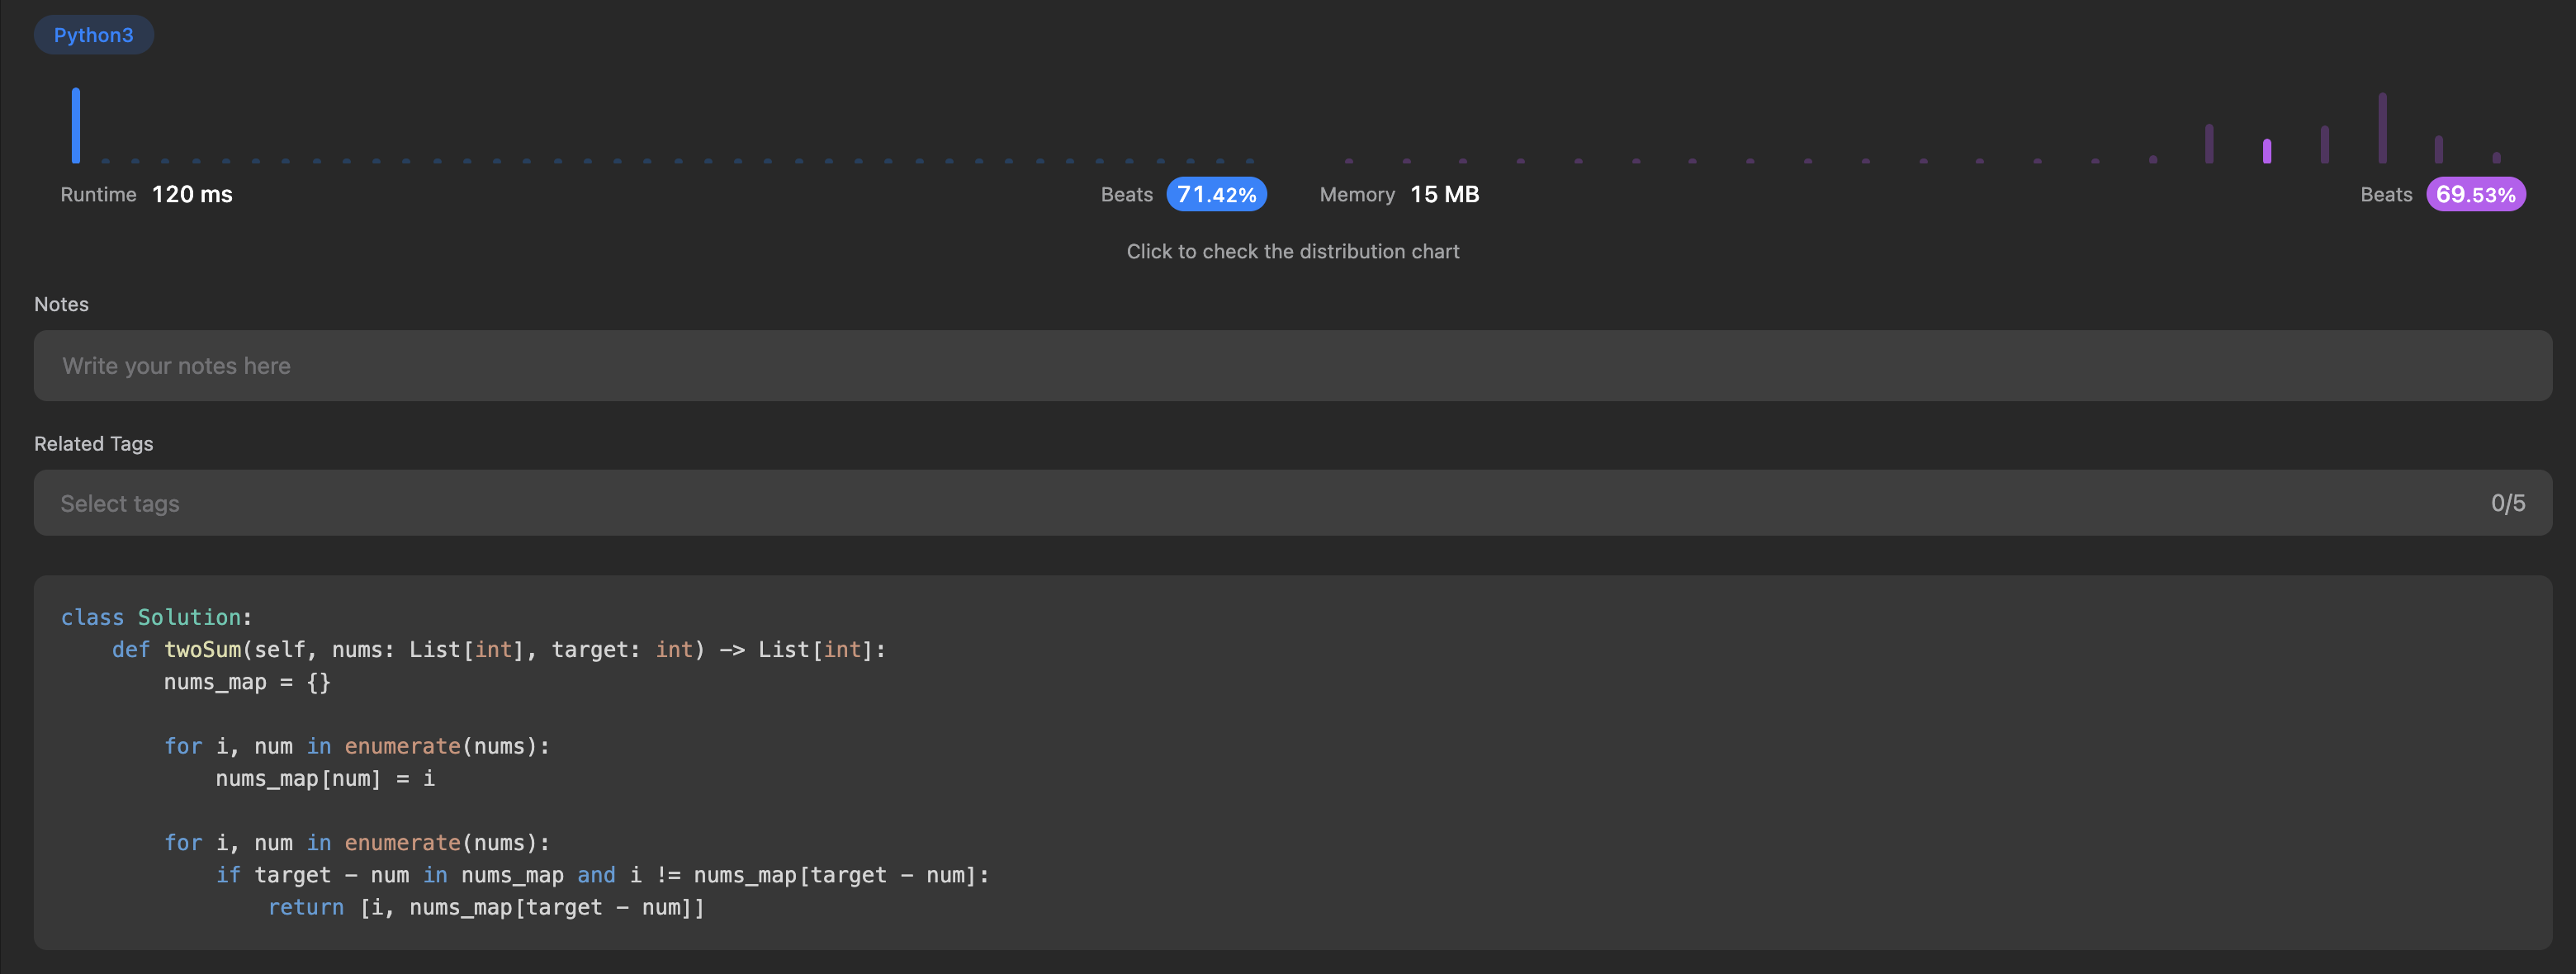 Python3
Runtime 120 ms
Beats 71.42%
Memory 15 MB
Beats 69.53%
Click to check the distribution chart
Notes
Write your notes here
Related Tags
Select tags 0/5
class Solution:
    def twoSum(self, nums: List[int], target: int) -> List[int]:
        nums_map = {}

        for i, num in enumerate(nums):
            nums_map[num] = i

        for i, num in enumerate(nums):
            if target - num in nums_map and i != nums_map[target - num]:
                return [i, nums_map[target - num]]